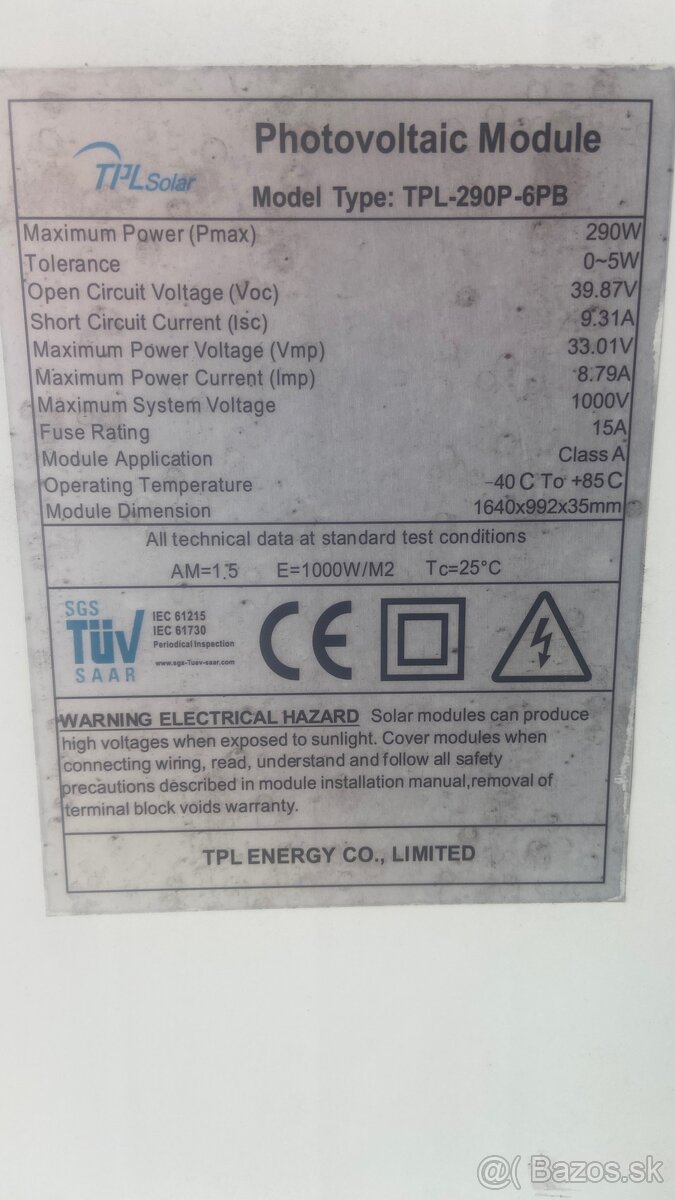 Photovoltaic Module
TPL Solar
Model Type: TPL-290P-6PB
Maximum Power (Pmax) 290W
Tolerance 0~5W
Open Circuit Voltage (Voc) 39.87V
Short Circuit Current (Isc) 9.31A
Maximum Power Voltage (Vmp) 33.01V
Maximum Power Current (Imp) 8.79A
Maximum System Voltage 1000V
Fuse Rating 15A
Module Application Class A
Operating Temperature -40 C To +85 C
Module Dimension 1640x992x35mm
All technical data at standard test conditions
AM=1.5 E=1000W/M2 Tc=25°C
SGS
TÜV
SAAR
IEC 61215
IEC 61730
Periodical Inspection
www.sgs-Tuev-saar.com
CE
WARNING ELECTRICAL HAZARD Solar modules can produce
high voltages when exposed to sunlight. Cover modules when
connecting wiring, read, understand and follow all safety
precautions described in module installation manual,removal of
terminal block voids warranty.
TPL ENERGY CO., LIMITED
@( Bazos.sk